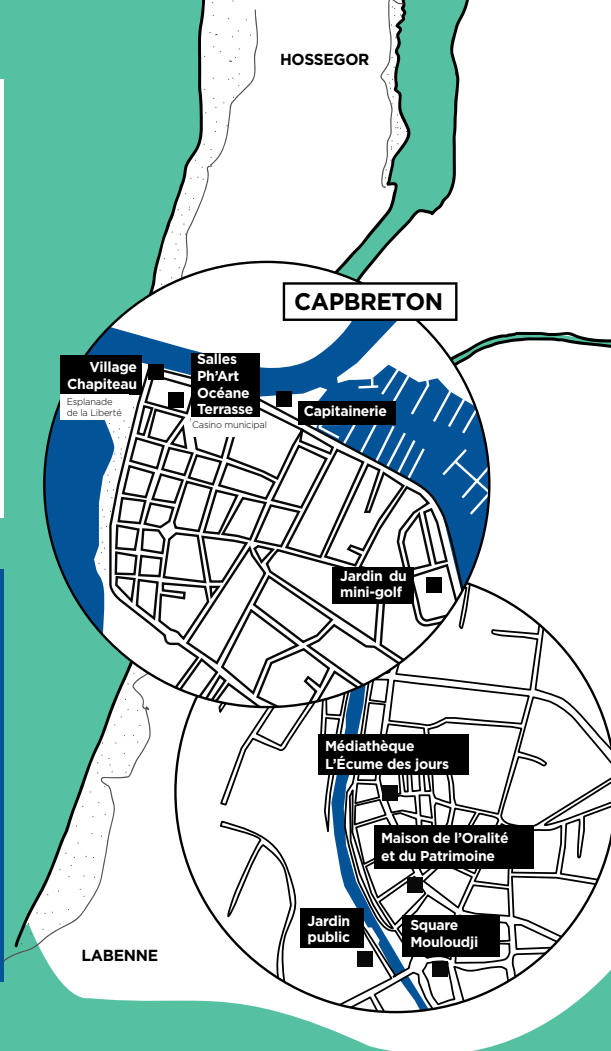 HOSSEGOR
CAPBRETON
Village
Chapiteau
Esplanade
de la Liberté
Salles
Ph'Art
Océane
Terrasse
Casino municipal
Capitainerie
Jardin du
mini-golf
Médiathèque
L'Écume des jours
Maison de l'Oralité
et du Patrimoine
Jardin
public
Square
Mouloudji
LABENNE